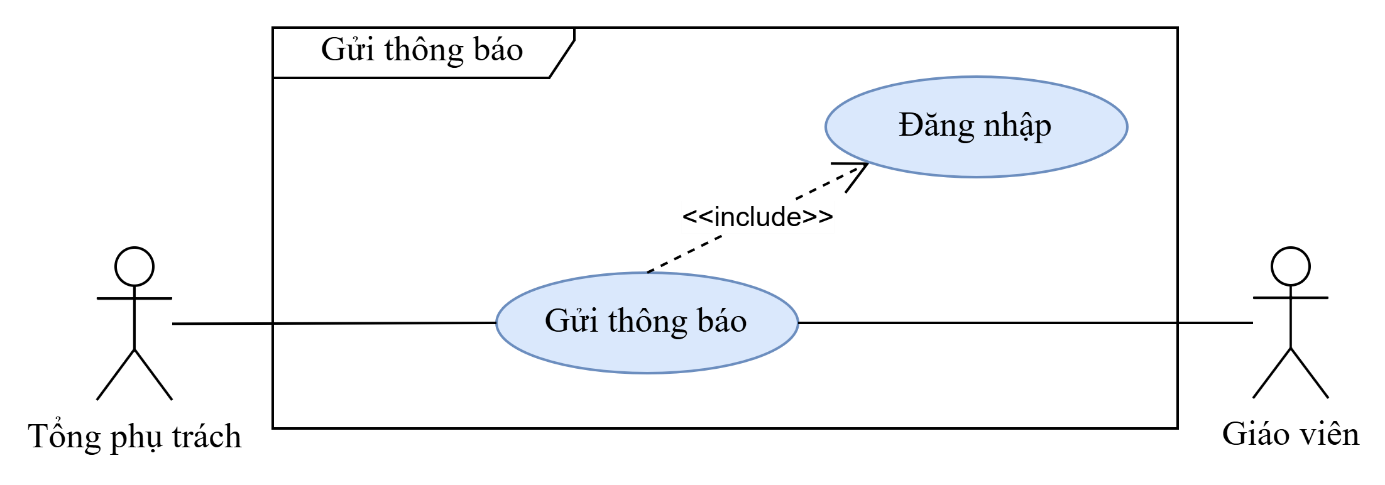 Gửi thông báo
Đăng nhập
<<include>>
Gửi thông báo
Tổng phụ trách
Giáo viên